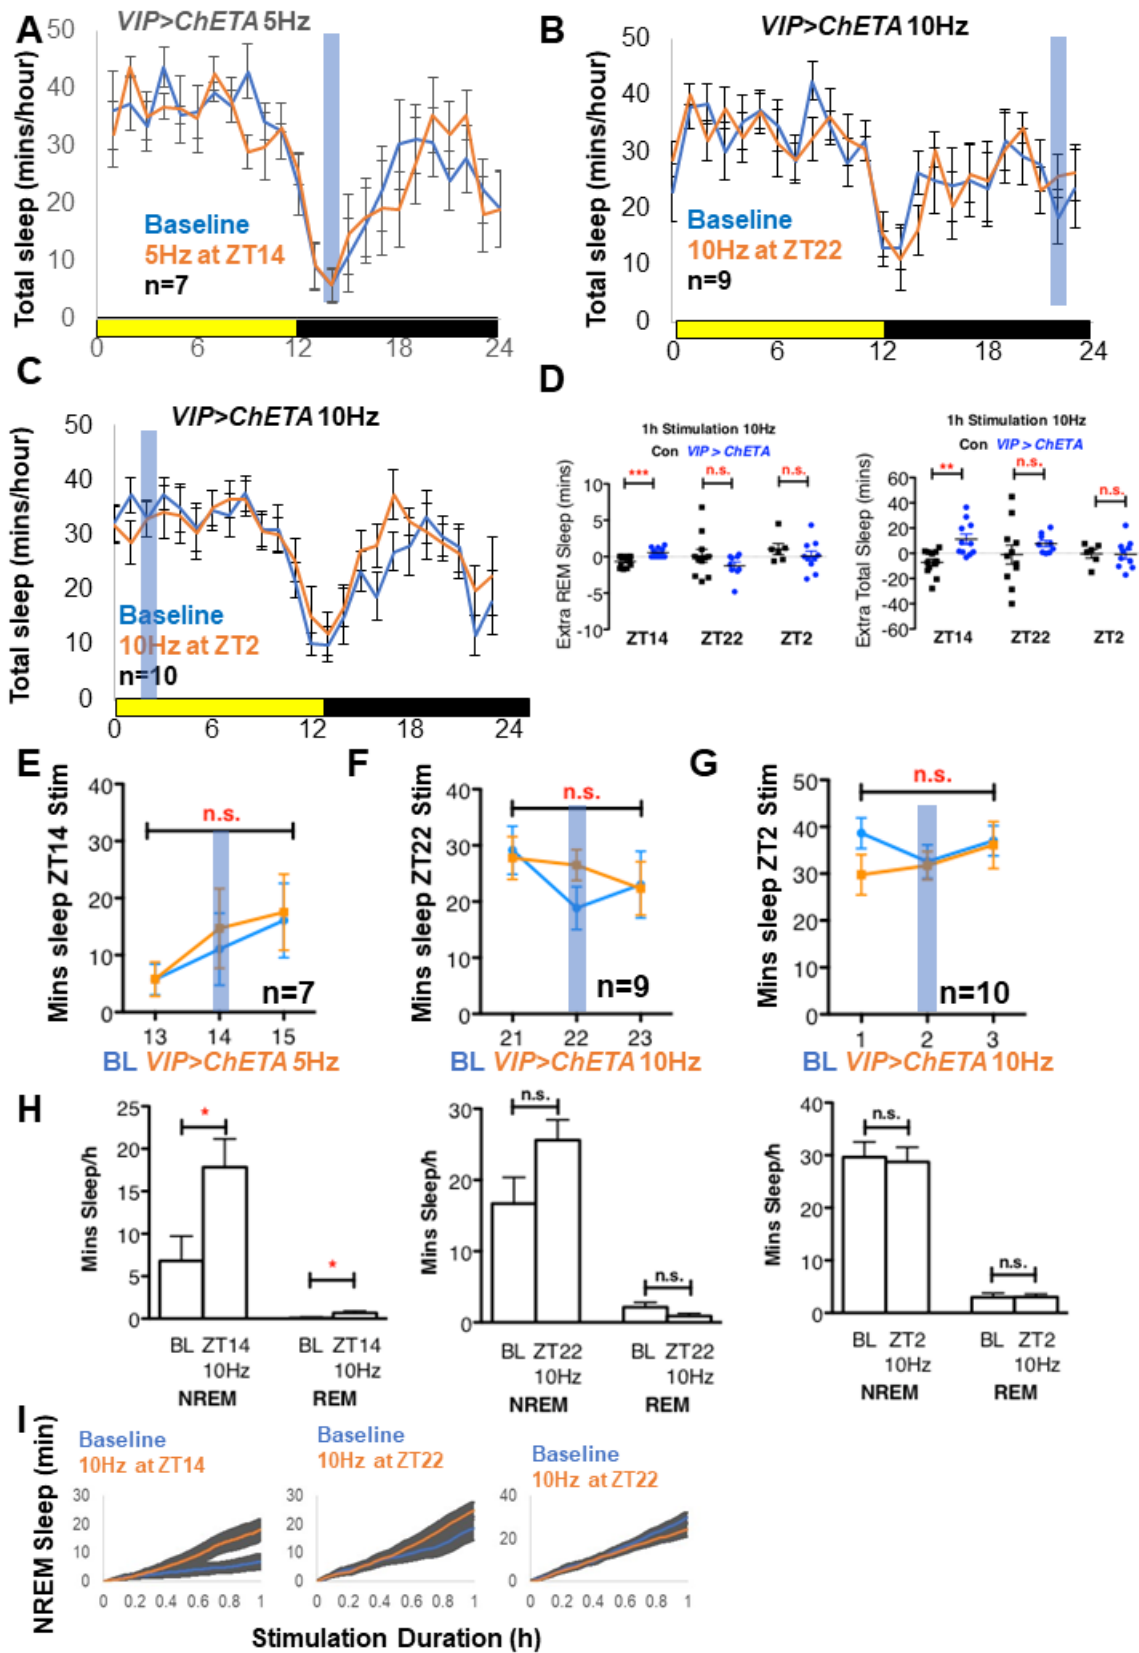 A
VIP>ChETA 5Hz
Total sleep (mins/hour)
50
40
30
20
10
0
Baseline
5Hz at ZT14
n=7
0 6 12 18 24
B
VIP>ChETA 10Hz
Total sleep (mins/hour)
50
40
30
20
10
0
Baseline
10Hz at ZT22
n=9
0 6 12 18 24
C
VIP>ChETA 10Hz
Total sleep (mins/hour)
50
40
30
20
10
0
Baseline
10Hz at ZT2
n=10
0 6 12 18 24
D
1h Stimulation 10Hz
Con VIP > ChETA
Extra REM Sleep (mins)
10
5
0
-5
-10
*** n.s. n.s.
ZT14 ZT22 ZT2
1h Stimulation 10Hz
Con VIP > ChETA
Extra Total Sleep (mins)
60
40
20
0
-20
-40
-60
** n.s. n.s.
ZT14 ZT22 ZT2
E
Mins sleep ZT14 Stim
40
30
20
10
0
n.s.
n=7
13 14 15
BL VIP>ChETA 5Hz
F
Mins sleep ZT22 Stim
40
30
20
10
0
n.s.
n=9
21 22 23
BL VIP>ChETA 10Hz
G
Mins sleep ZT2 Stim
50
40
30
20
10
0
n.s.
n=10
1 2 3
BL VIP>ChETA 10Hz
H
Mins Sleep/h
25
20
15
10
5
0
*
*
BL ZT14 BL ZT14
10Hz 10Hz
NREM REM
Mins Sleep/h
30
20
10
0
n.s.
n.s.
BL ZT22 BL ZT22
10Hz 10Hz
NREM REM
Mins Sleep/h
40
30
20
10
0
n.s.
n.s.
BL ZT2 BL ZT2
10Hz 10Hz
NREM REM
I
NREM Sleep (min)
Baseline
10Hz at ZT14
30
20
10
0
0 0.2 0.4 0.6 0.8 1
Baseline
10Hz at ZT22
30
20
10
0
0 0.2 0.4 0.6 0.8 1
Baseline
10Hz at ZT22
40
20
0
0 0.2 0.4 0.6 0.8 1
Stimulation Duration (h)